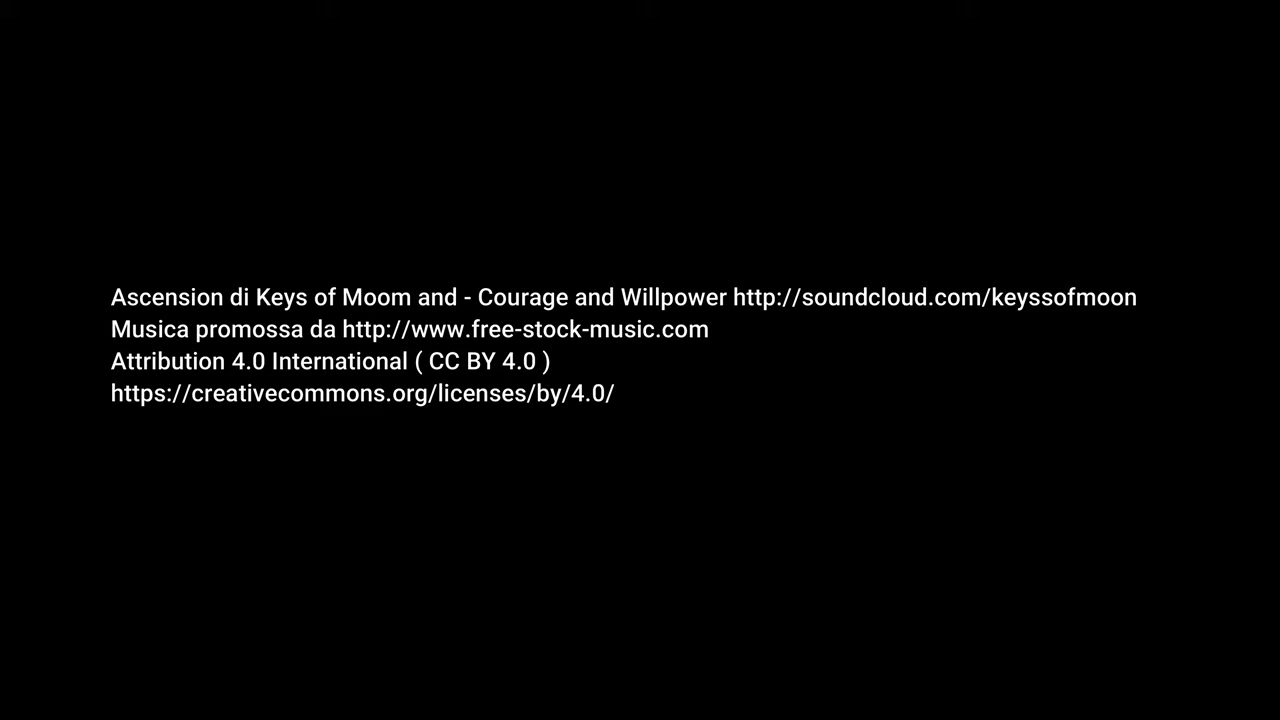 Ascension di Keys of Moom and - Courage and Willpower http://soundcloud.com/keyssofmoon
Musica promossa da http://www.free-stock-music.com
Attribution 4.0 International ( CC BY 4.0 )
https://creativecommons.org/licenses/by/4.0/